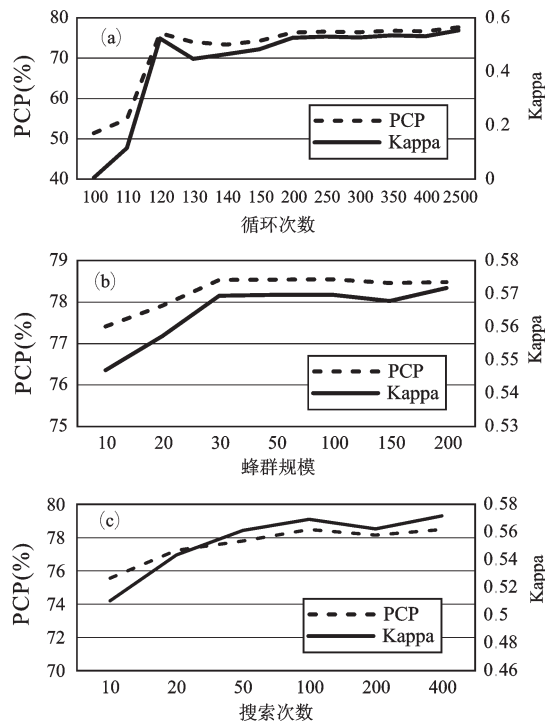 (a)
80
70
60
50
40
PCP(%)
0.6
0.4
0.2
0
Kappa
PCP
Kappa
100 110 120 130 140 150 200 250 300 350 400 2500
循环次数
(b)
79
78
77
76
75
PCP(%)
0.58
0.57
0.56
0.55
0.54
0.53
Kappa
PCP
Kappa
10 20 30 50 100 150 200
蜂群规模
(c)
80
78
76
74
72
70
PCP(%)
0.58
0.56
0.54
0.52
0.5
0.48
0.46
Kappa
PCP
Kappa
10 20 50 100 200 400
搜索次数